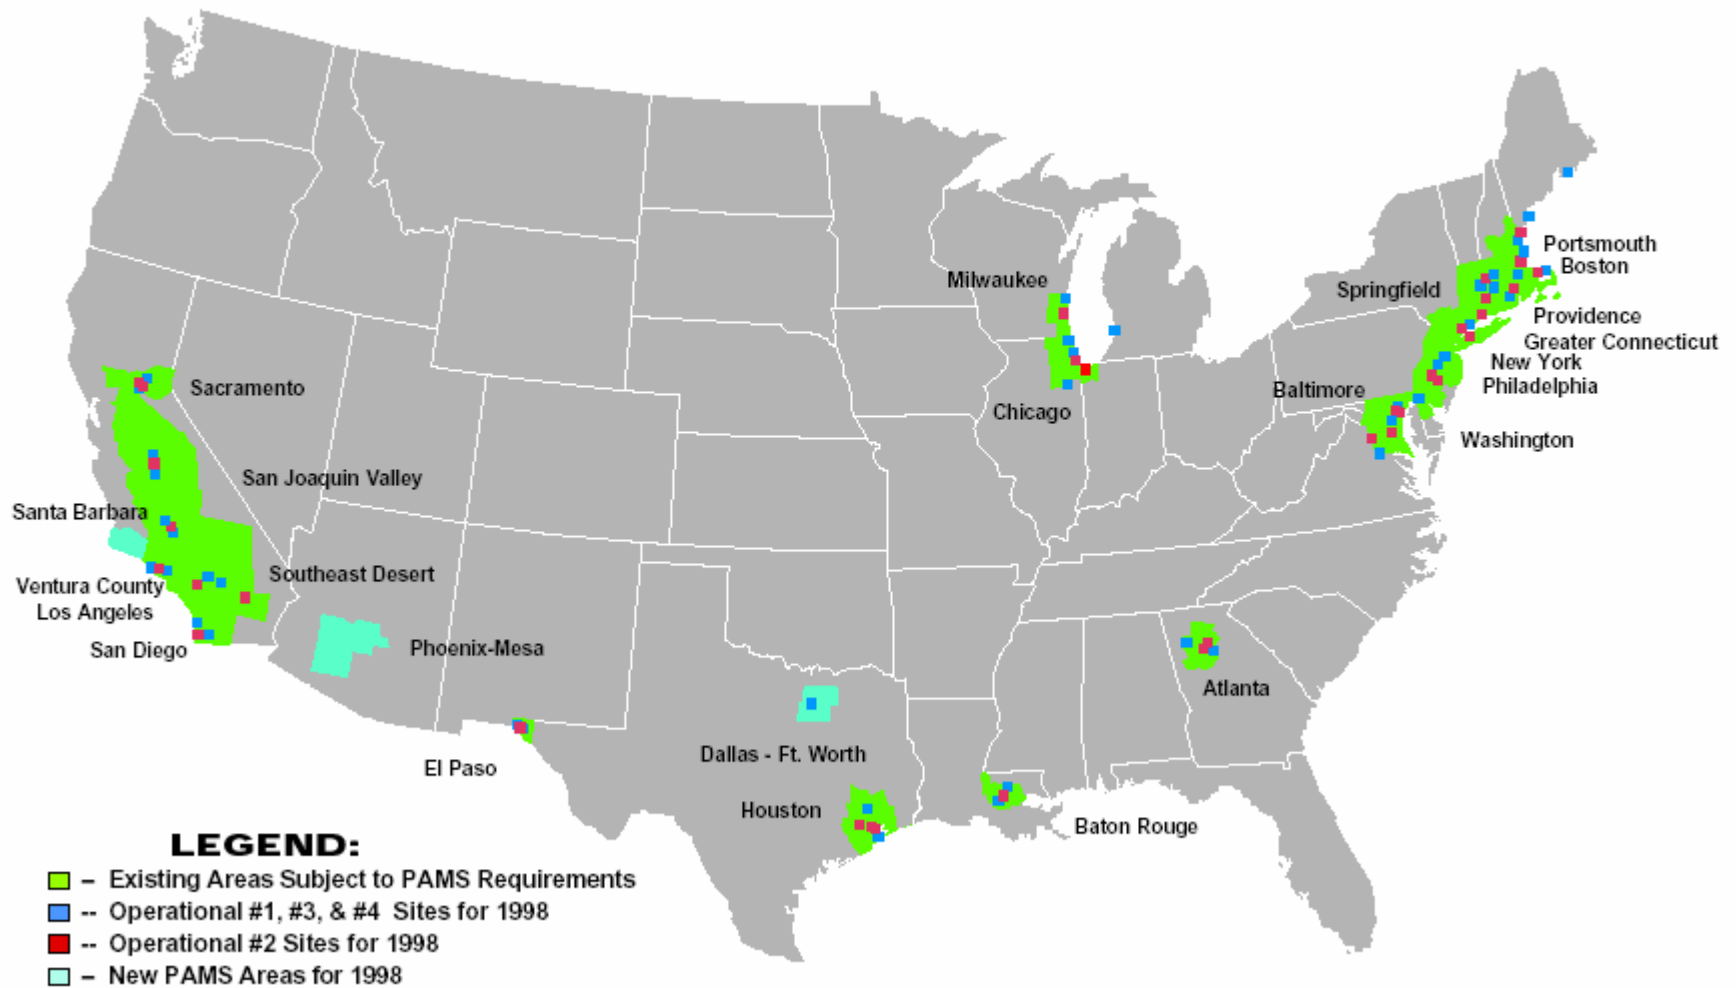 Portsmouth
Boston
Milwaukee
Springfield
Providence
Greater Connecticut
New York
Philadelphia
Sacramento
Baltimore
Chicago
Washington
San Joaquin Valley
Santa Barbara
Southeast Desert
Ventura County
Los Angeles
San Diego
Phoenix-Mesa
Atlanta
El Paso
Dallas - Ft. Worth
Houston
Baton Rouge
LEGEND:
– Existing Areas Subject to PAMS Requirements
-- Operational #1, #3, & #4 Sites for 1998
-- Operational #2 Sites for 1998
– New PAMS Areas for 1998